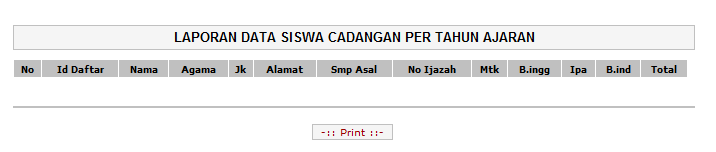 LAPORAN DATA SISWA CADANGAN PER TAHUN AJARAN
No Id Daftar Nama Agama Jk Alamat Smp Asal No Ijazah Mtk B.ingg Ipa B.ind Total
-:: Print ::-